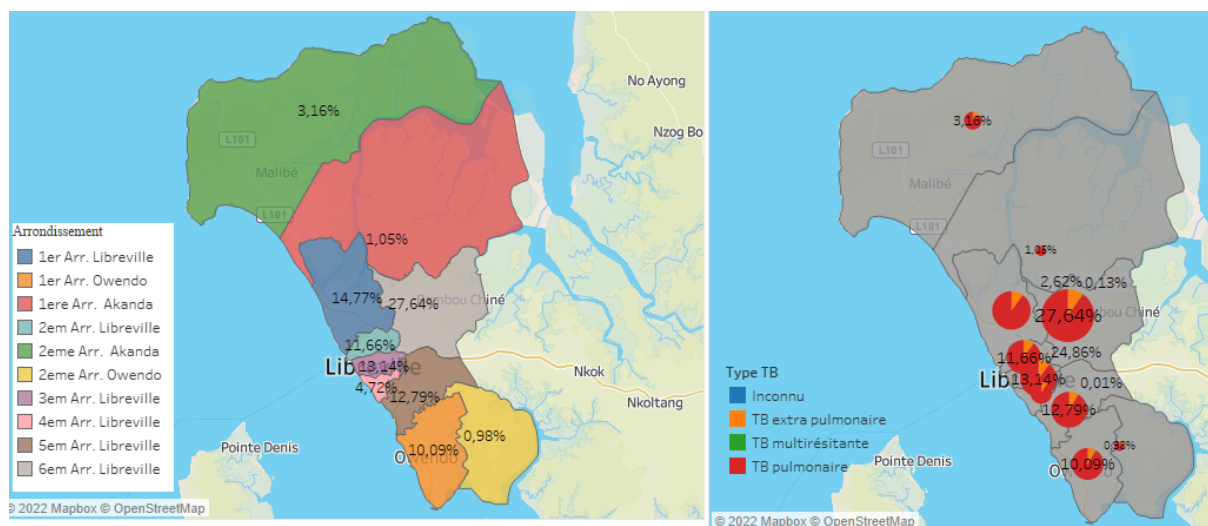 No Ayong
3,16%
L101
Nzog Bo
Malibé
L101
Arrondissement
1er Arr. Libreville
1er Arr. Owendo
1ere Arr. Akanda
2em Arr. Libreville
2eme Arr. Akanda
2eme Arr. Owendo
3em Arr. Libreville
4em Arr. Libreville
5em Arr. Libreville
6em Arr. Libreville
1,05%
14,77%
27,64%
Chiné
11,66%
13,14%
4,72%
12,79%
Nkok
Nkoltang
0,98%
10,09%
Pointe Denis
© 2022 Mapbox © OpenStreetMap
3,16%
L101
Malibé
L101
1,05%
2,62%
0,13%
27,64%
Chiné
24,86%
11,66%
13,14%
0,01%
12,79%
0,98%
10,09%
Type TB
Inconnu
TB extra pulmonaire
TB multirésitante
TB pulmonaire
Pointe Denis
© 2022 Mapbox © OpenStreetMap